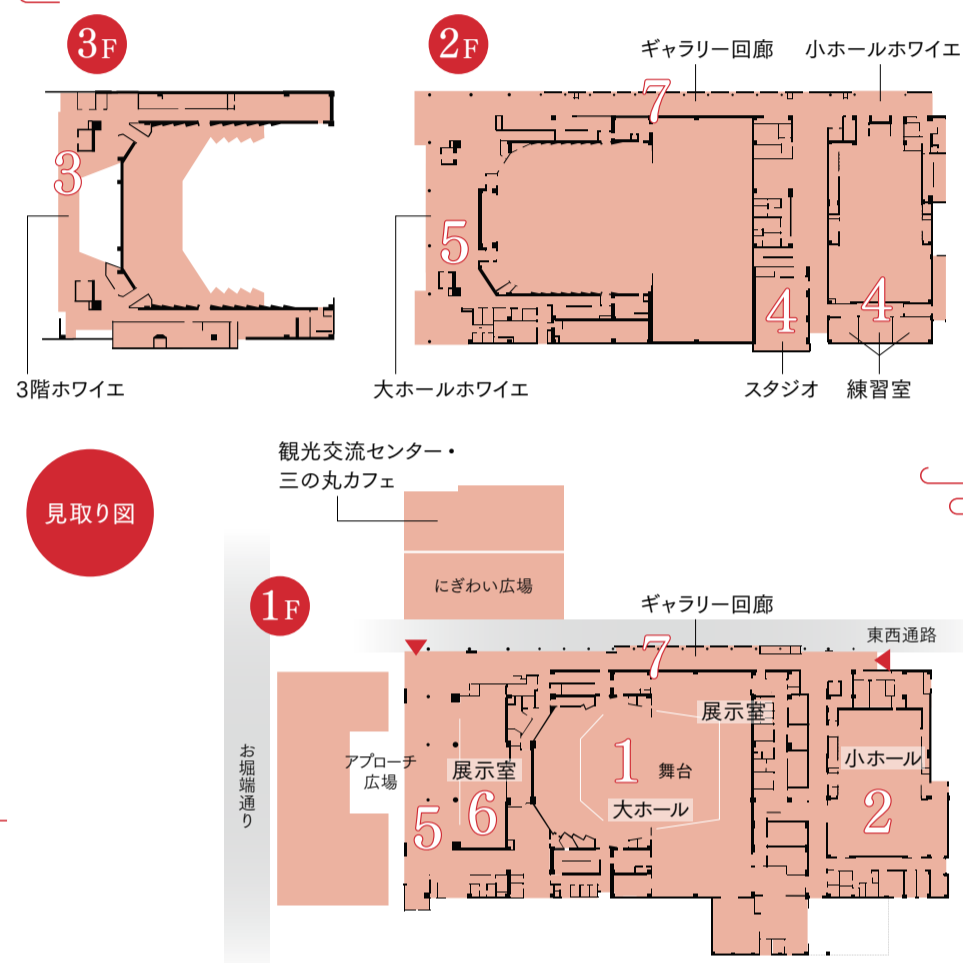 3F
3
3階ホワイエ
2F
ギャラリー回廊
小ホールホワイエ
7
5
4
4
大ホールホワイエ
スタジオ
練習室
見取り図
観光交流センター・
三の丸カフェ
にぎわい広場
1F
ギャラリー回廊
東西通路
7
お堀端通り
アプローチ
広場
展示室
5
6
展示室
1
舞台
大ホール
小ホール
2